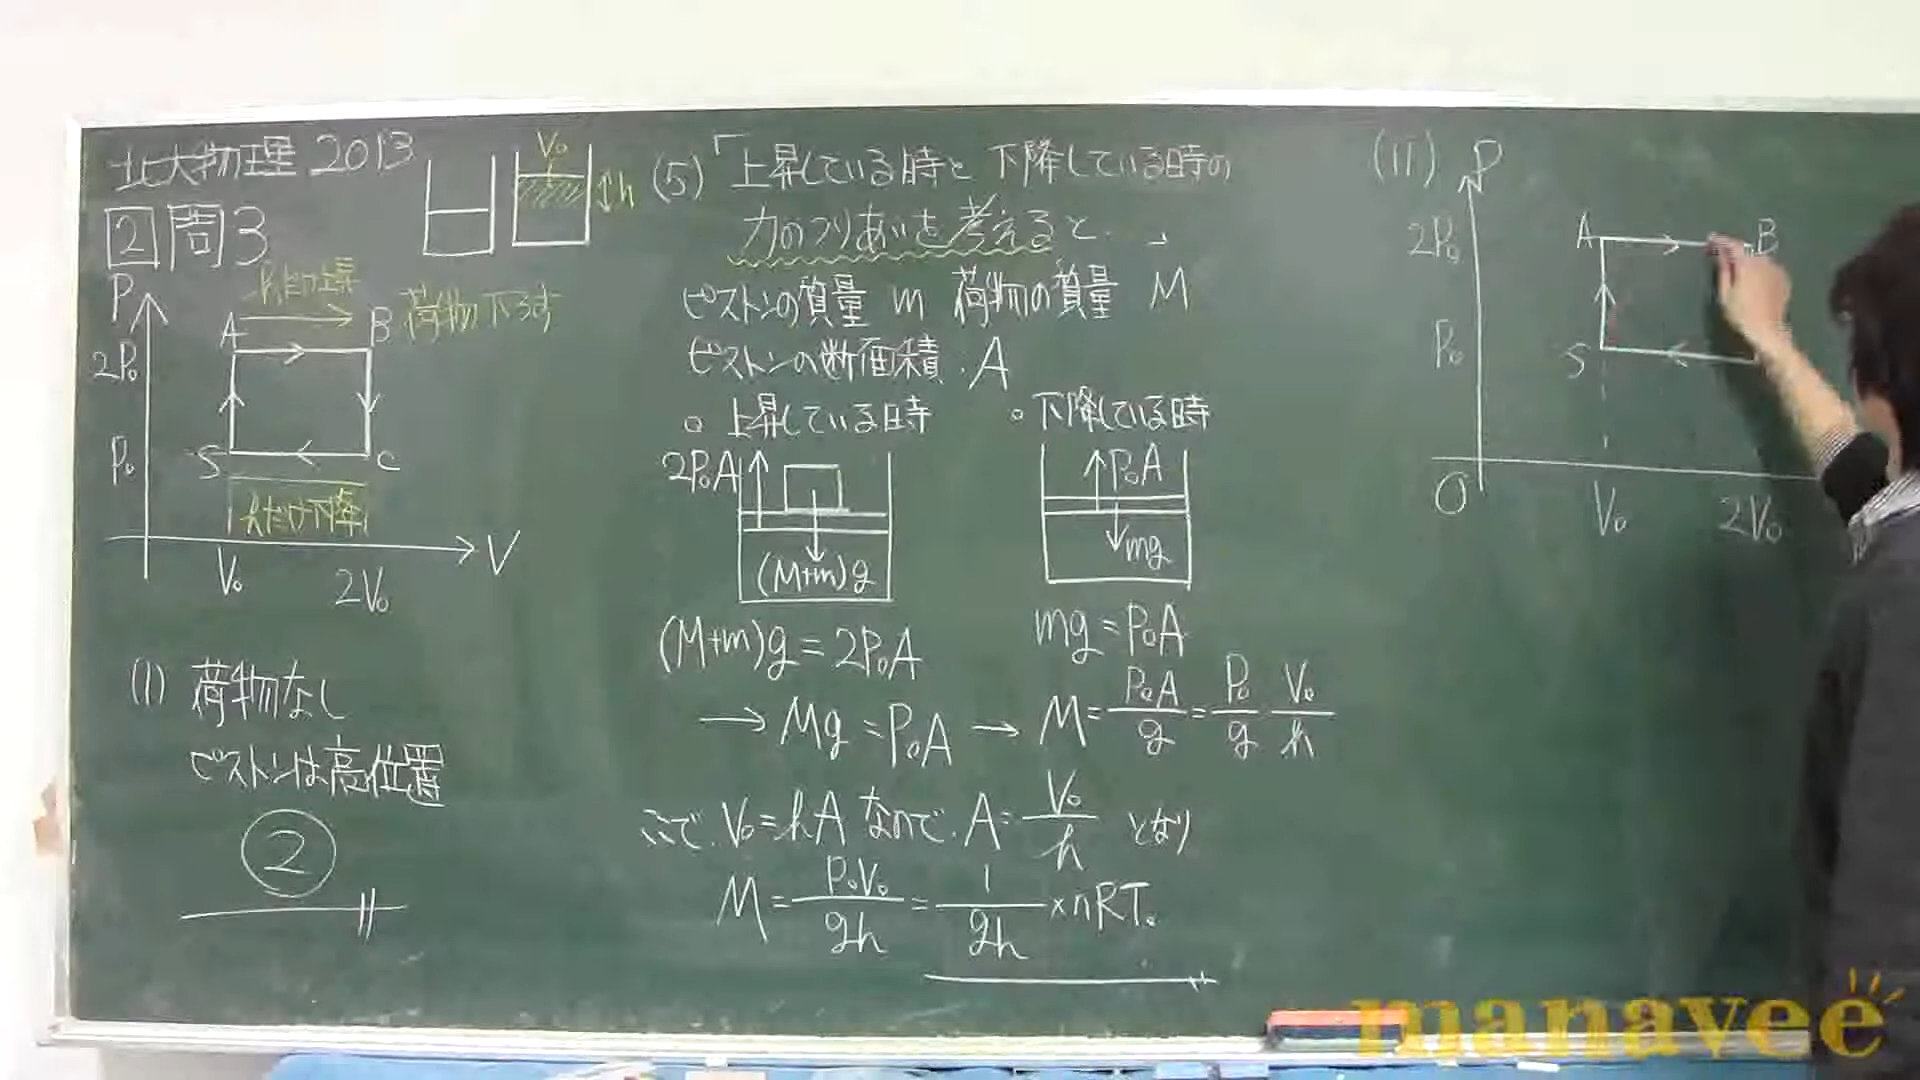 北大物理 2013
2 問3
V₀
h
P
hだけ上昇
A
B 荷物下ろす
2P₀
P₀
S
C
hだけ下降
V
V₀
2V₀
(1) 荷物なし
ピストンは高位置
②
(5)「上昇している時と 下降している時の
力のつりあいを考えると、
ピストンの質量 m 荷物の質量 M
ピストンの断面積 A
○ 上昇している時
○ 下降している時
2P₀A
(M+m)g
P₀A
mg
(M+m)g = 2P₀A
mg = P₀A
→ Mg = P₀A → M = P₀A/g = P₀/g V₀/h
ここで、V₀ = hA なので、A = V₀/h となり
M = P₀V₀/gh = 1/gh × nRT₀
(11)
P
2P₀
A
B
P₀
S
O
V₀
2V₀
manavee